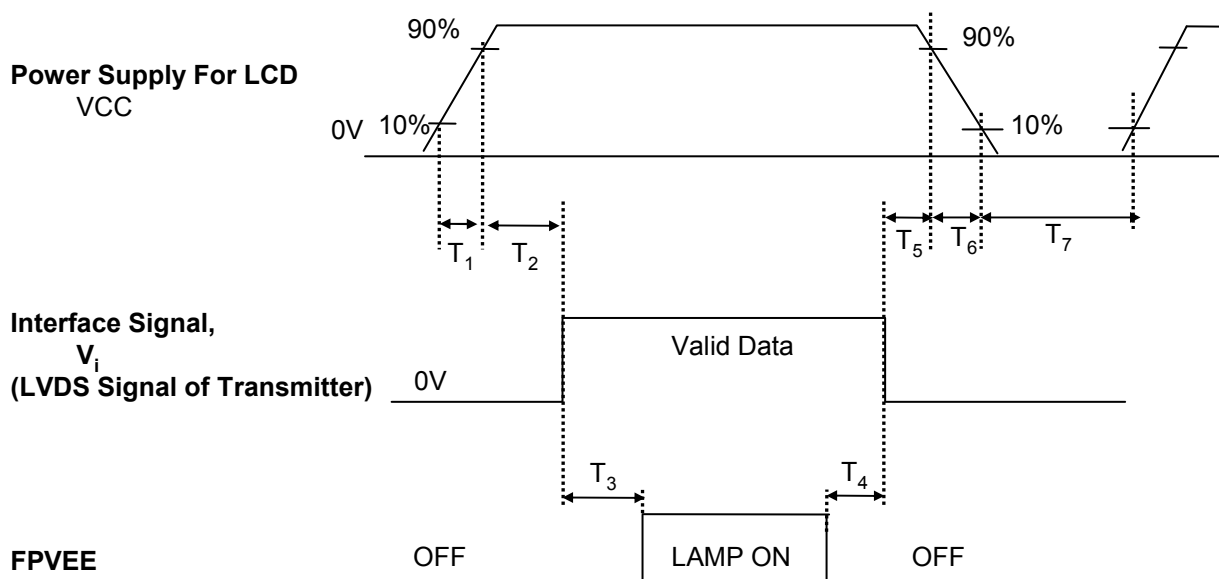 90%
90%
Power Supply For LCD
VCC
0V 10%
10%
T1
T2
T5
T6
T7
Interface Signal,
Vi
(LVDS Signal of Transmitter)
0V
Valid Data
T3
T4
FPVEE
OFF
LAMP ON
OFF